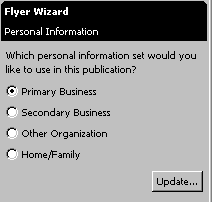 Flyer Wizard
Personal Information
Which personal information set would you
like to use in this publication?
Primary Business
Secondary Business
Other Organization
Home/Family
Update...